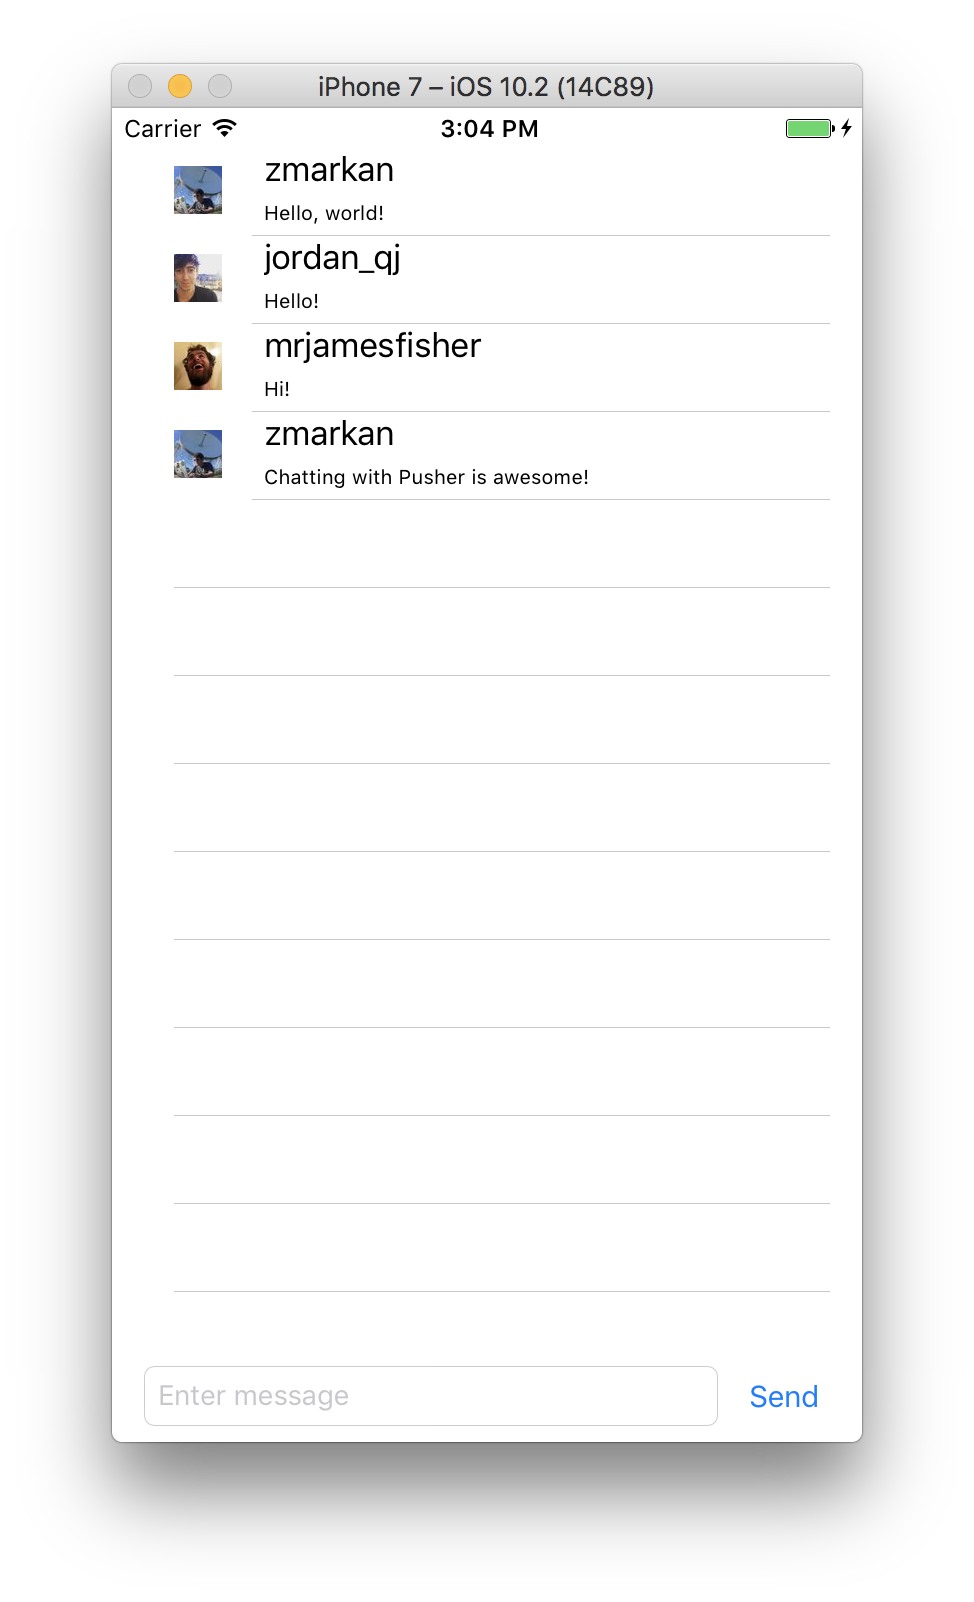 iPhone 7 – iOS 10.2 (14C89)
Carrier 3:04 PM
zmarkan
Hello, world!
jordan_qj
Hello!
mrjamesfisher
Hi!
zmarkan
Chatting with Pusher is awesome!
Enter message Send